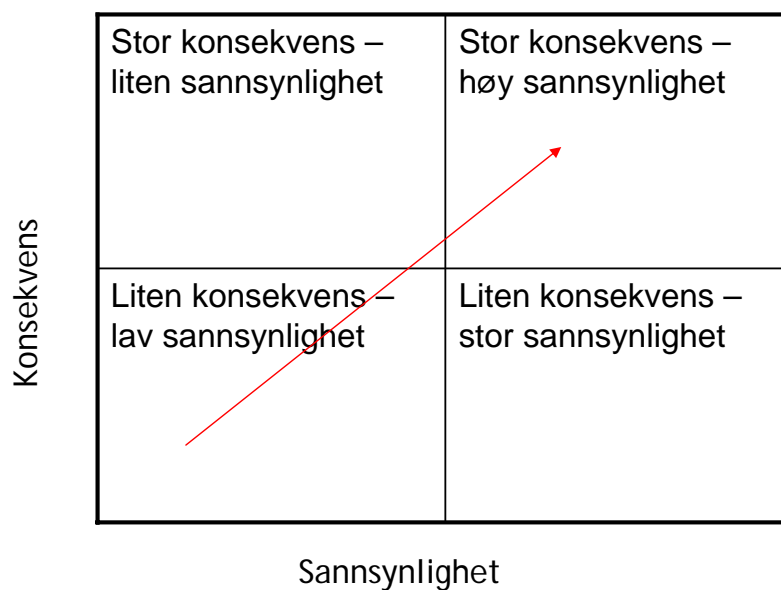 Stor konsekvens –
liten sannsynlighet
Stor konsekvens –
høy sannsynlighet
Liten konsekvens –
lav sannsynlighet
Liten konsekvens –
stor sannsynlighet
Konsekvens
Sannsynlighet